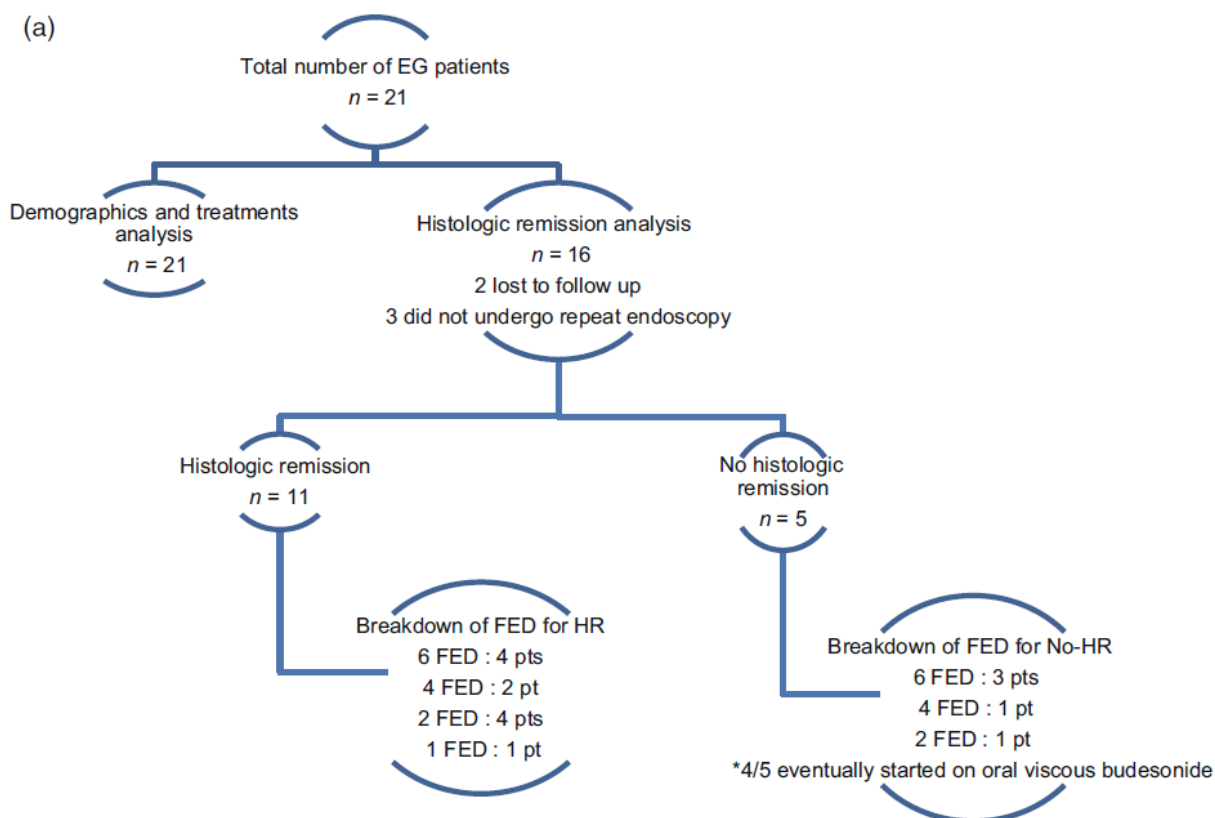 (a)
Total number of EG patients
n = 21
Demographics and treatments
analysis
n = 21
Histologic remission analysis
n = 16
2 lost to follow up
3 did not undergo repeat endoscopy
Histologic remission
n = 11
No histologic
remission
n = 5
Breakdown of FED for HR
6 FED : 4 pts
4 FED : 2 pt
2 FED : 4 pts
1 FED : 1 pt
Breakdown of FED for No-HR
6 FED : 3 pts
4 FED : 1 pt
2 FED : 1 pt
*4/5 eventually started on oral viscous budesonide